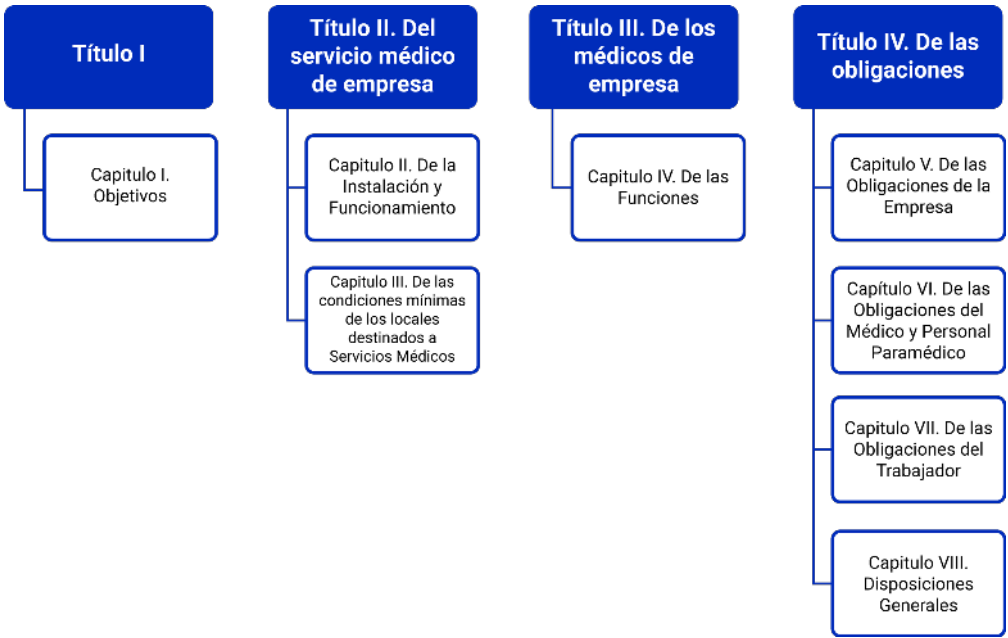 Título I
Capitulo I.
Objetivos
Título II. Del
servicio médico
de empresa
Capitulo II. De la
Instalación y
Funcionamiento
Capitulo III. De las
condiciones mínimas
de los locales
destinados a
Servicios Médicos
Título III. De los
médicos de
empresa
Capitulo IV. De las
Funciones
Título IV. De las
obligaciones
Capitulo V. De las
Obligaciones de la
Empresa
Capítulo VI. De las
Obligaciones del
Médico y Personal
Paramédico
Capitulo VII. De las
Obligaciones del
Trabajador
Capitulo VIII.
Disposiciones
Generales